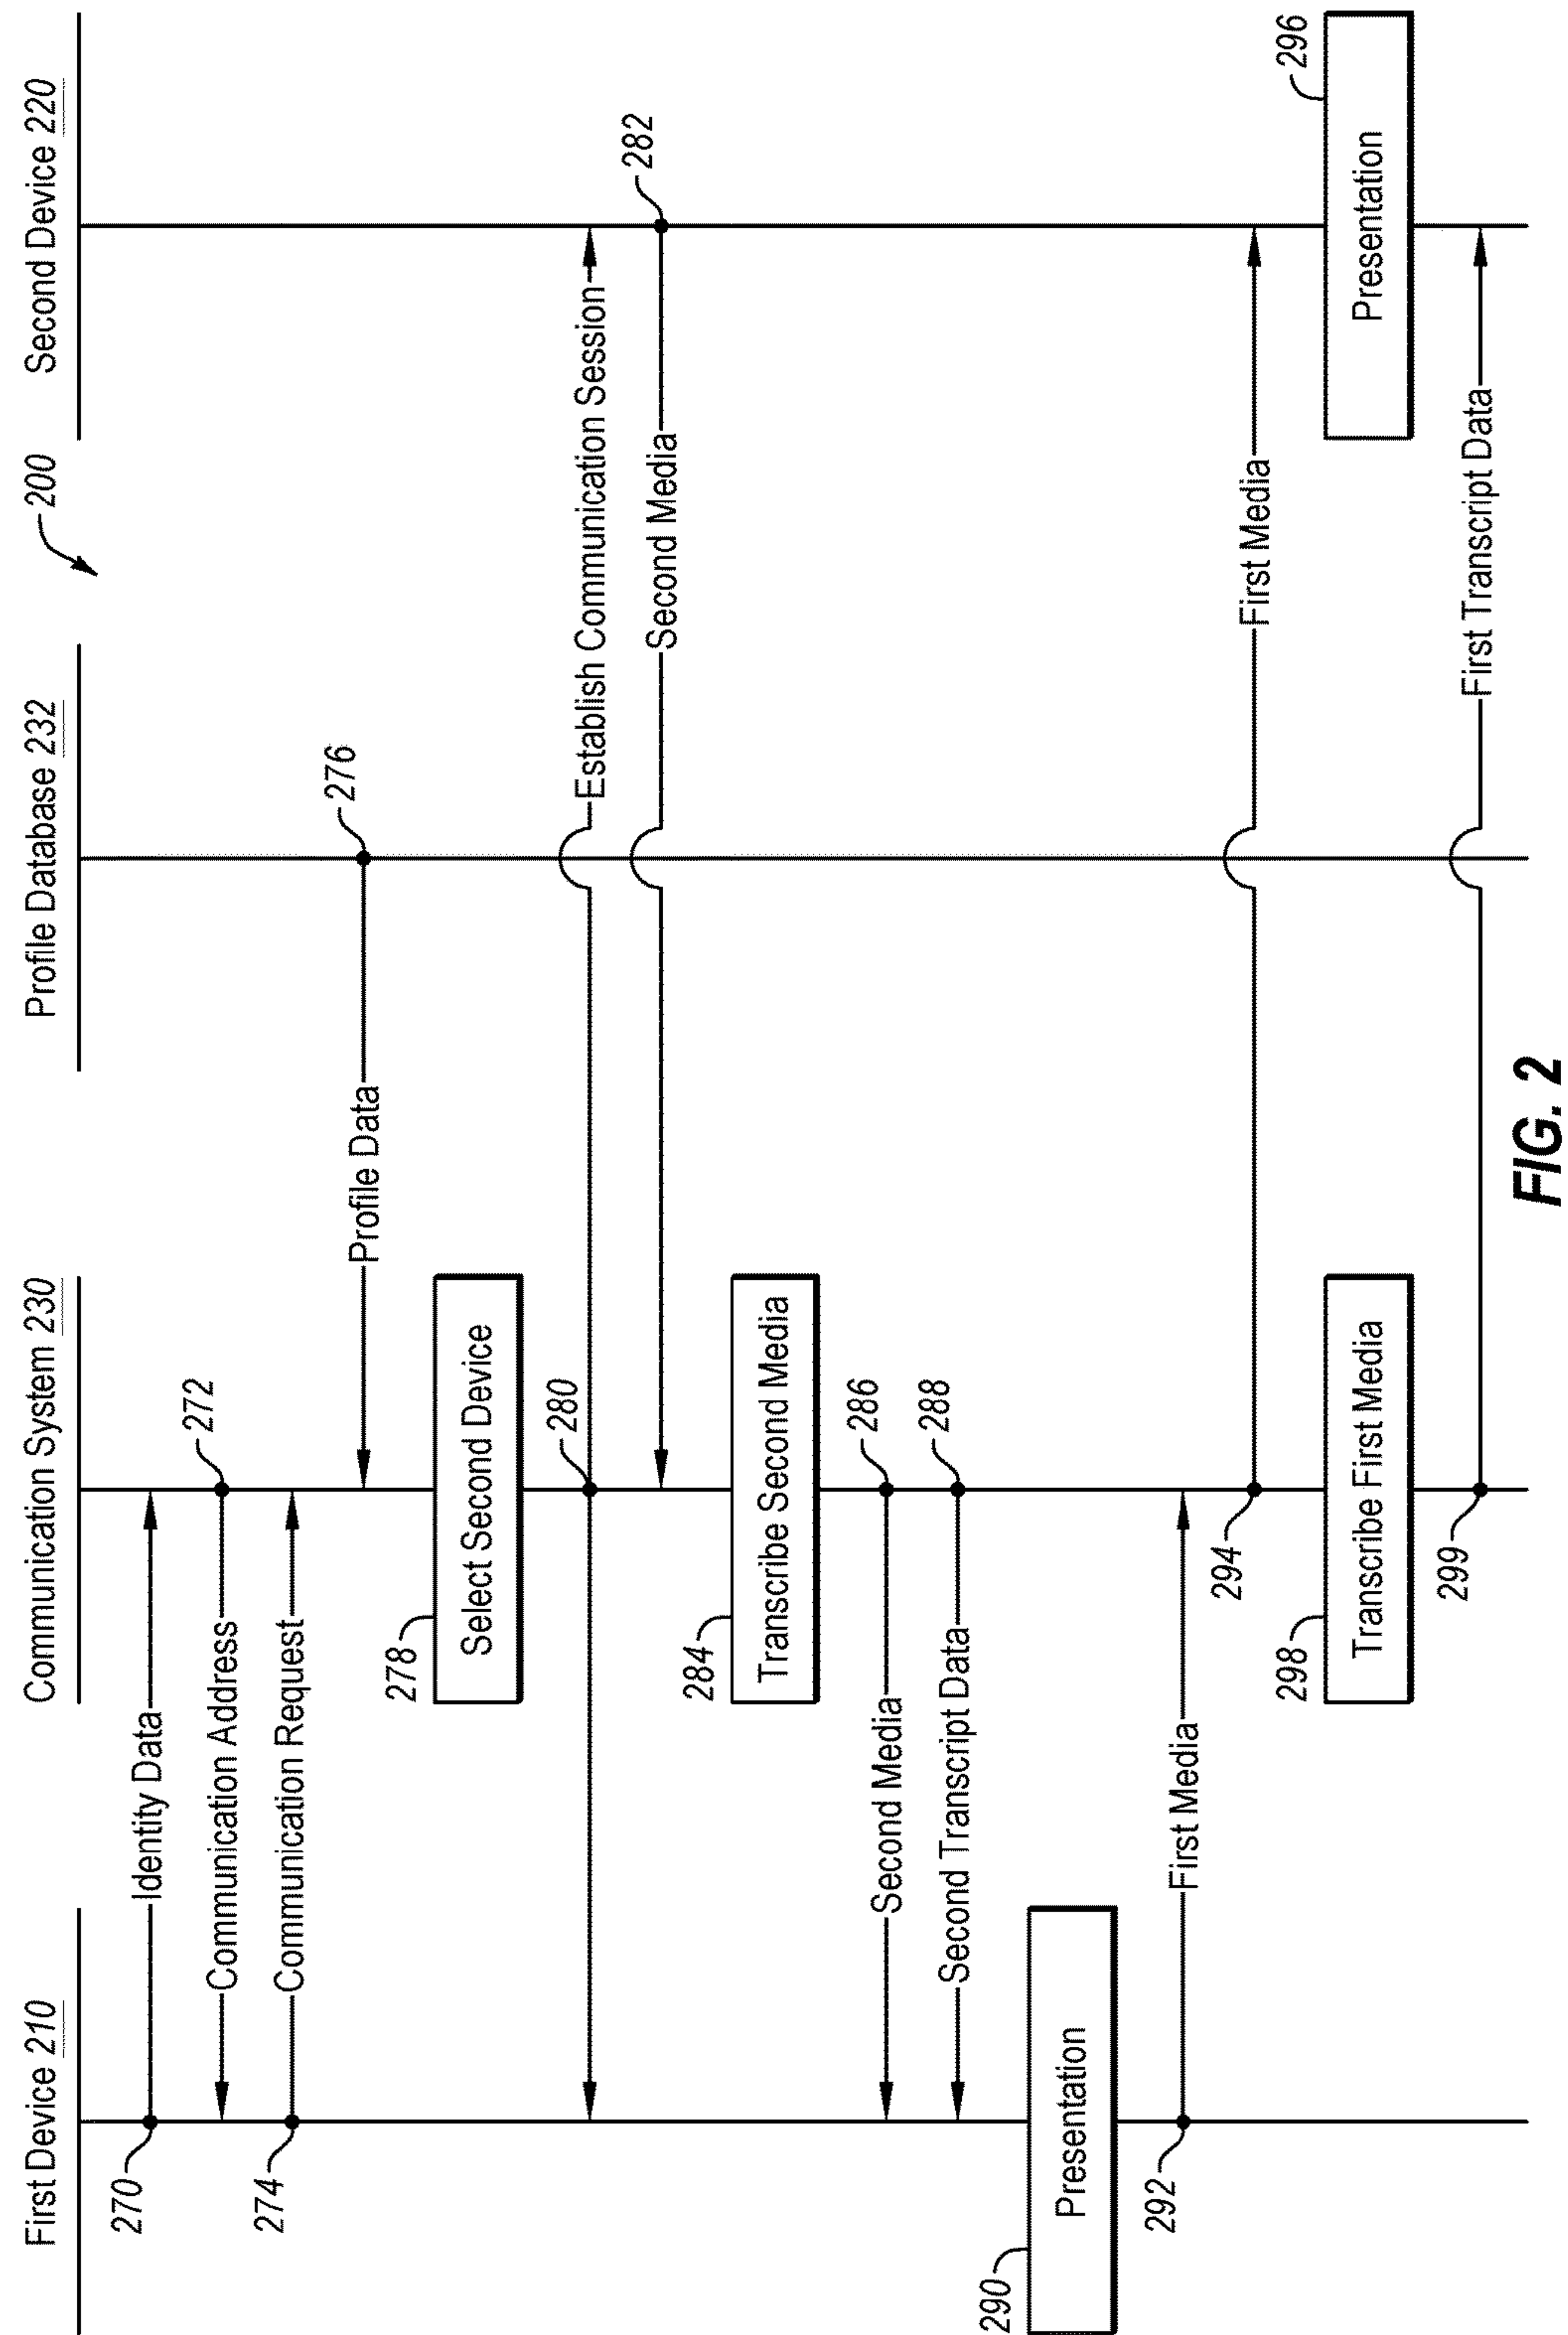 200
First Device 210
Communication System 230
Profile Database 232
Second Device 220
270
Identity Data
272
Communication Address
274
Communication Request
276
Profile Data
278
Select Second Device
280
Establish Communication Session
282
Second Media
284
Transcribe Second Media
286
Second Media
288
Second Transcript Data
290
Presentation
292
First Media
294
First Media
296
Presentation
298
Transcribe First Media
299
First Transcript Data
FIG. 2